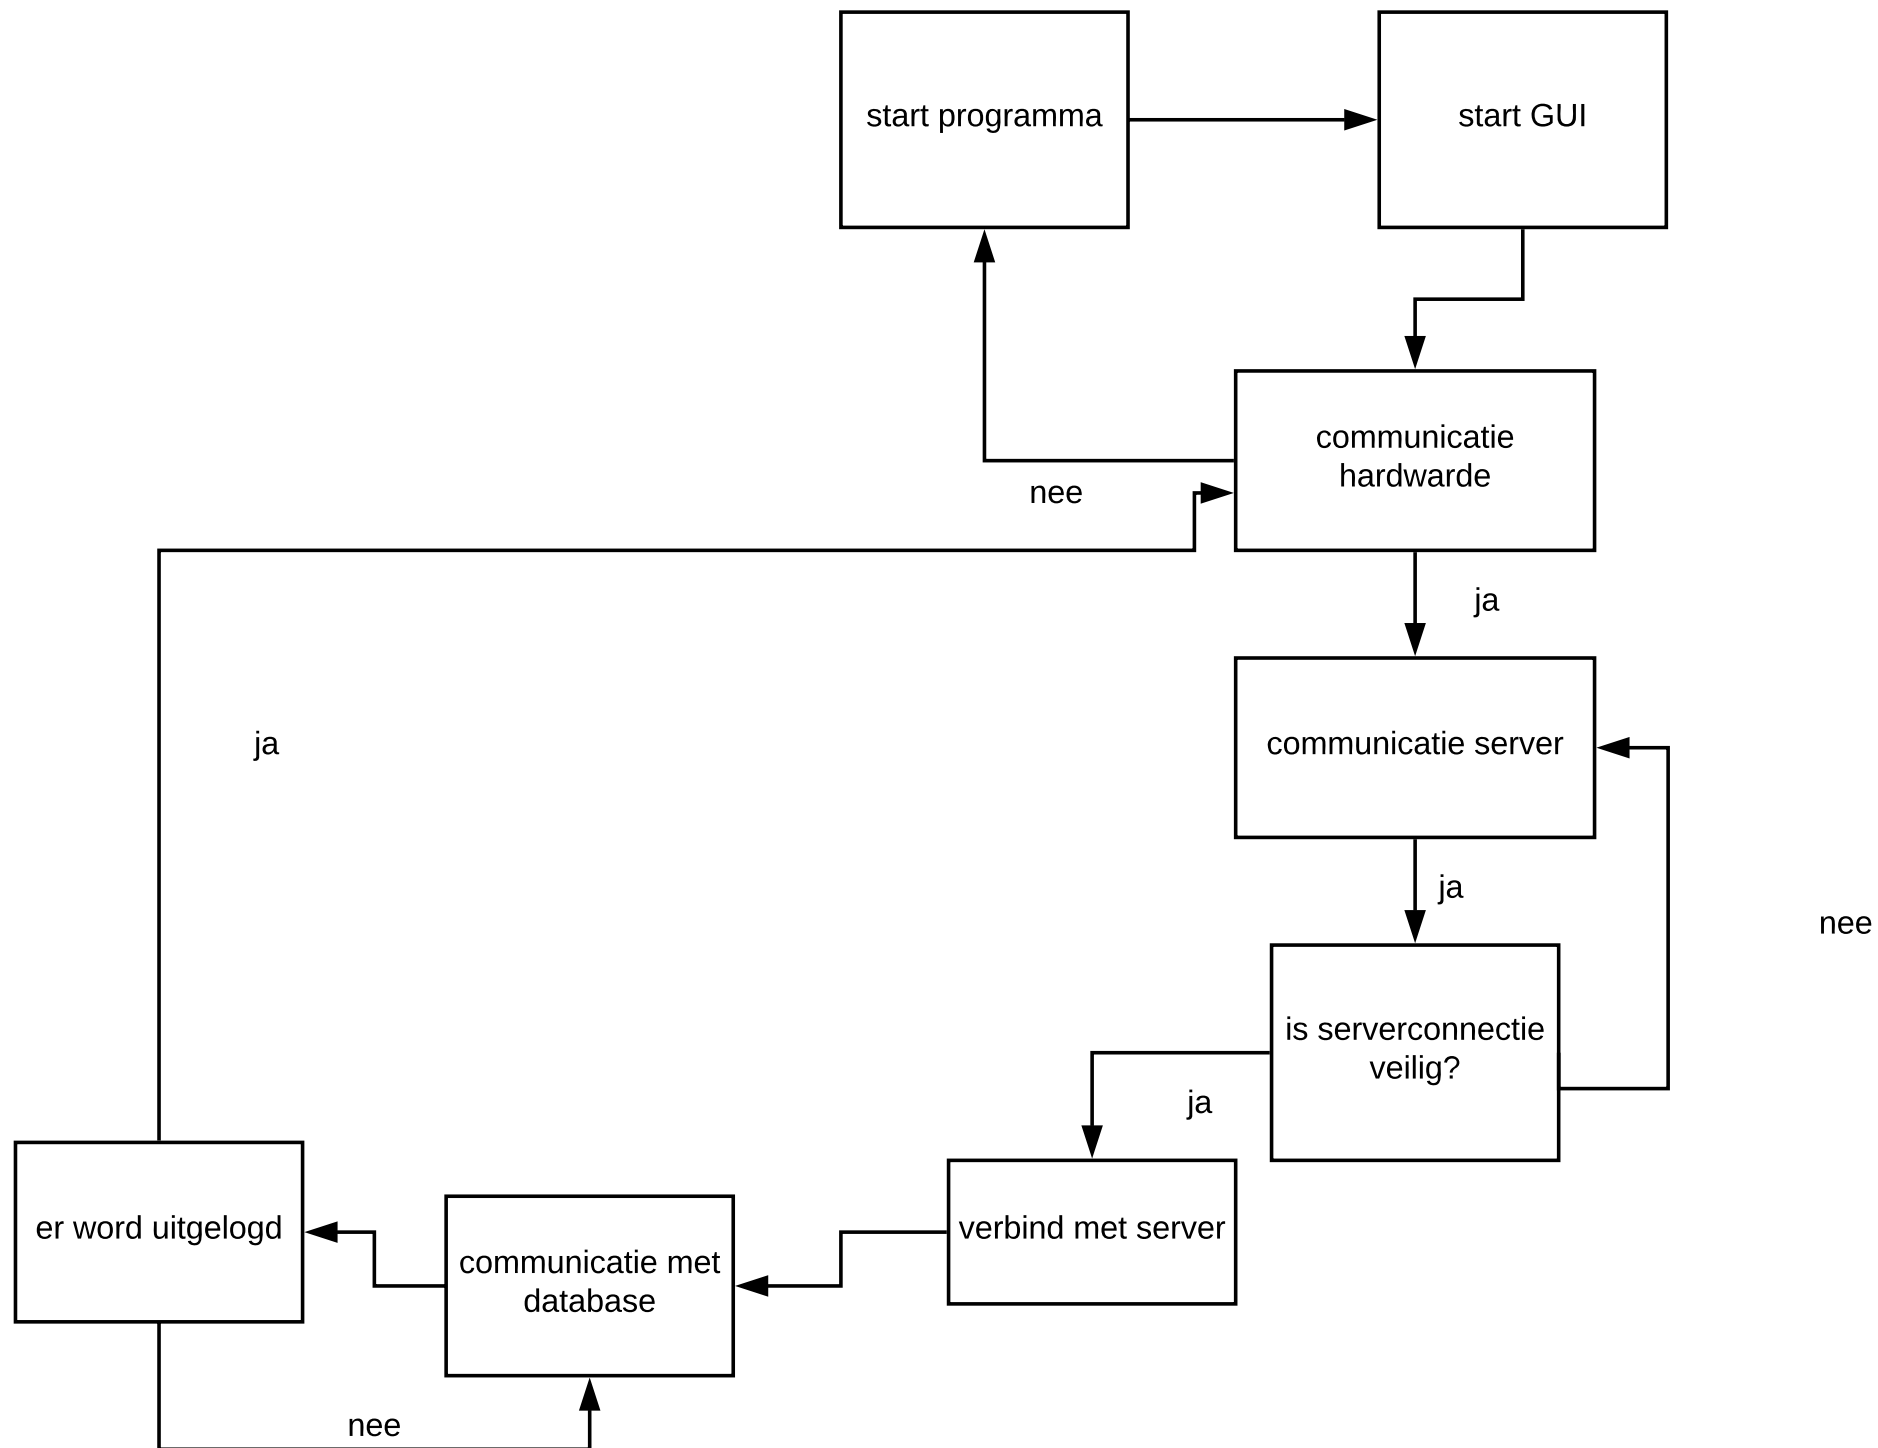 start programma
start GUI
communicatie
hardwarde
nee
ja
communicatie server
ja
ja
nee
is serverconnectie
veilig?
ja
er word uitgelogd
verbind met server
communicatie met
database
nee